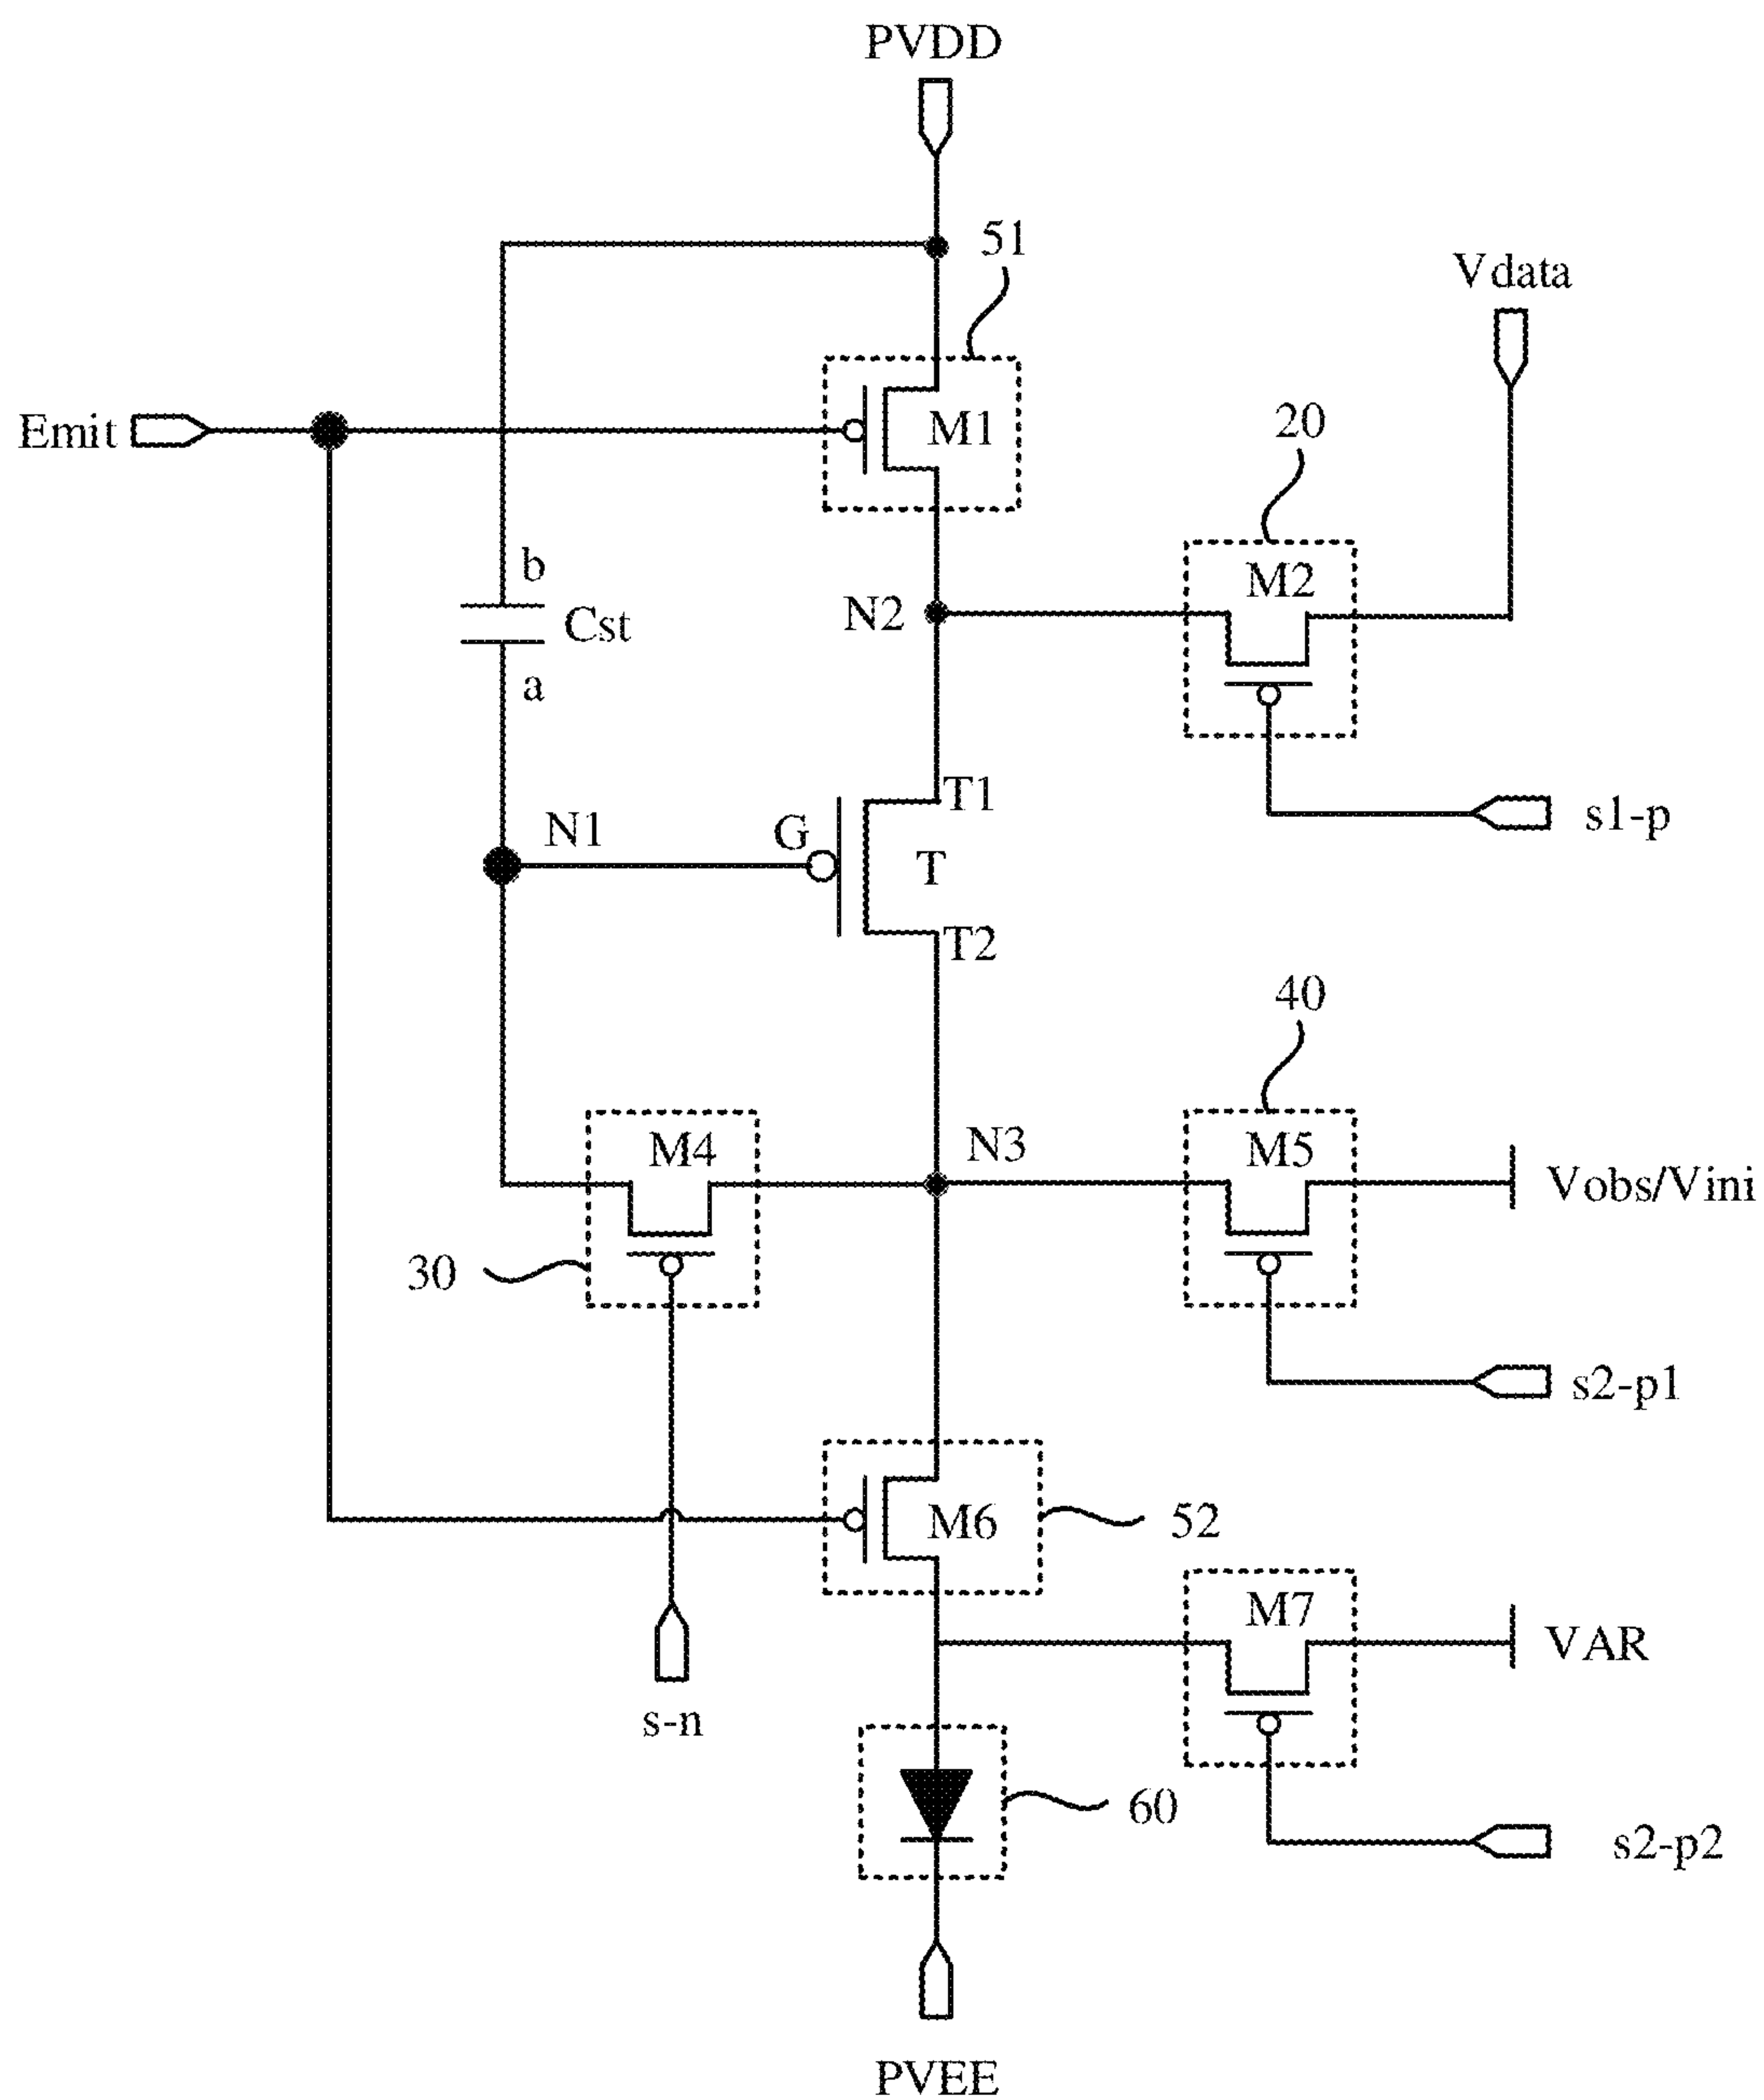 PVDD
51
Vdata
Emit
M1
20
b
M2
N2
Cst
a
T1
s1-p
N1
G
T
T2
40
M4
N3
M5
Vobs/Vini
30
s2-p1
M6
52
M7
VAR
s-n
60
s2-p2
PVEE